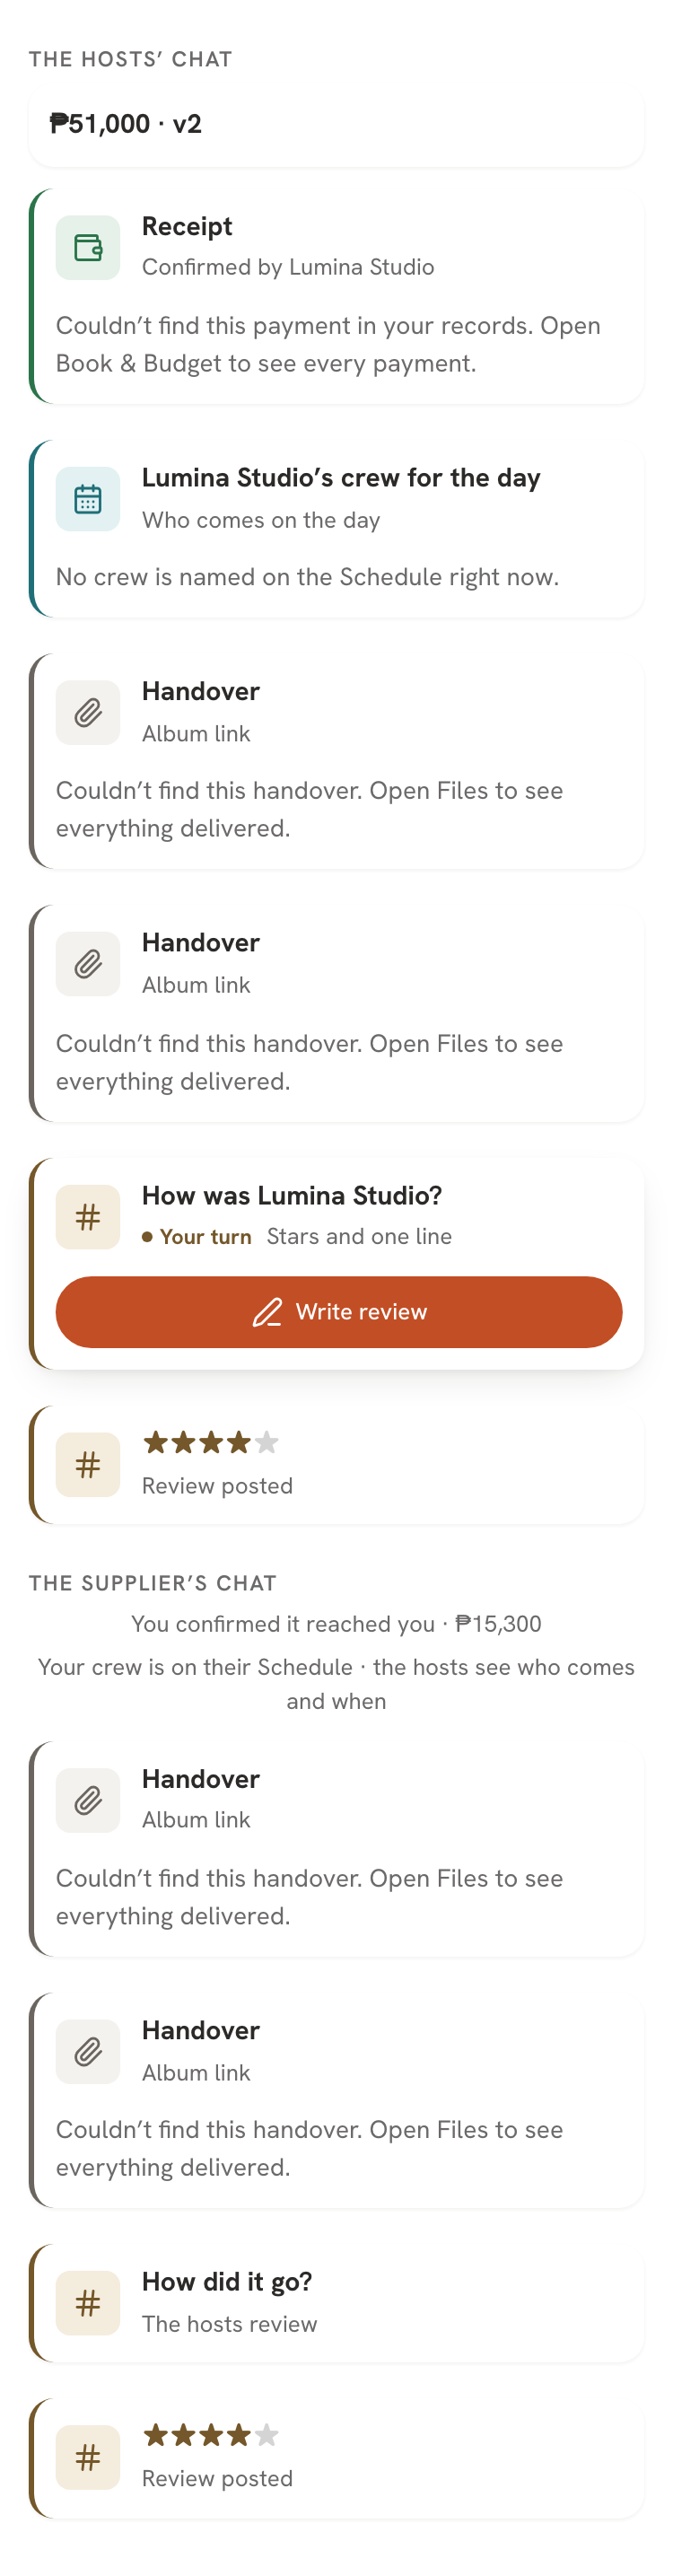 THE HOSTS’ CHAT
₱51,000 · v2
Receipt
Confirmed by Lumina Studio
Couldn’t find this payment in your records. Open
Book & Budget to see every payment.
Lumina Studio’s crew for the day
Who comes on the day
No crew is named on the Schedule right now.
Handover
Album link
Couldn’t find this handover. Open Files to see
everything delivered.
Handover
Album link
Couldn’t find this handover. Open Files to see
everything delivered.
How was Lumina Studio?
Your turn Stars and one line
Write review
Review posted
THE SUPPLIER’S CHAT
You confirmed it reached you · ₱15,300
Your crew is on their Schedule · the hosts see who comes
and when
Handover
Album link
Couldn’t find this handover. Open Files to see
everything delivered.
Handover
Album link
Couldn’t find this handover. Open Files to see
everything delivered.
How did it go?
The hosts review
Review posted